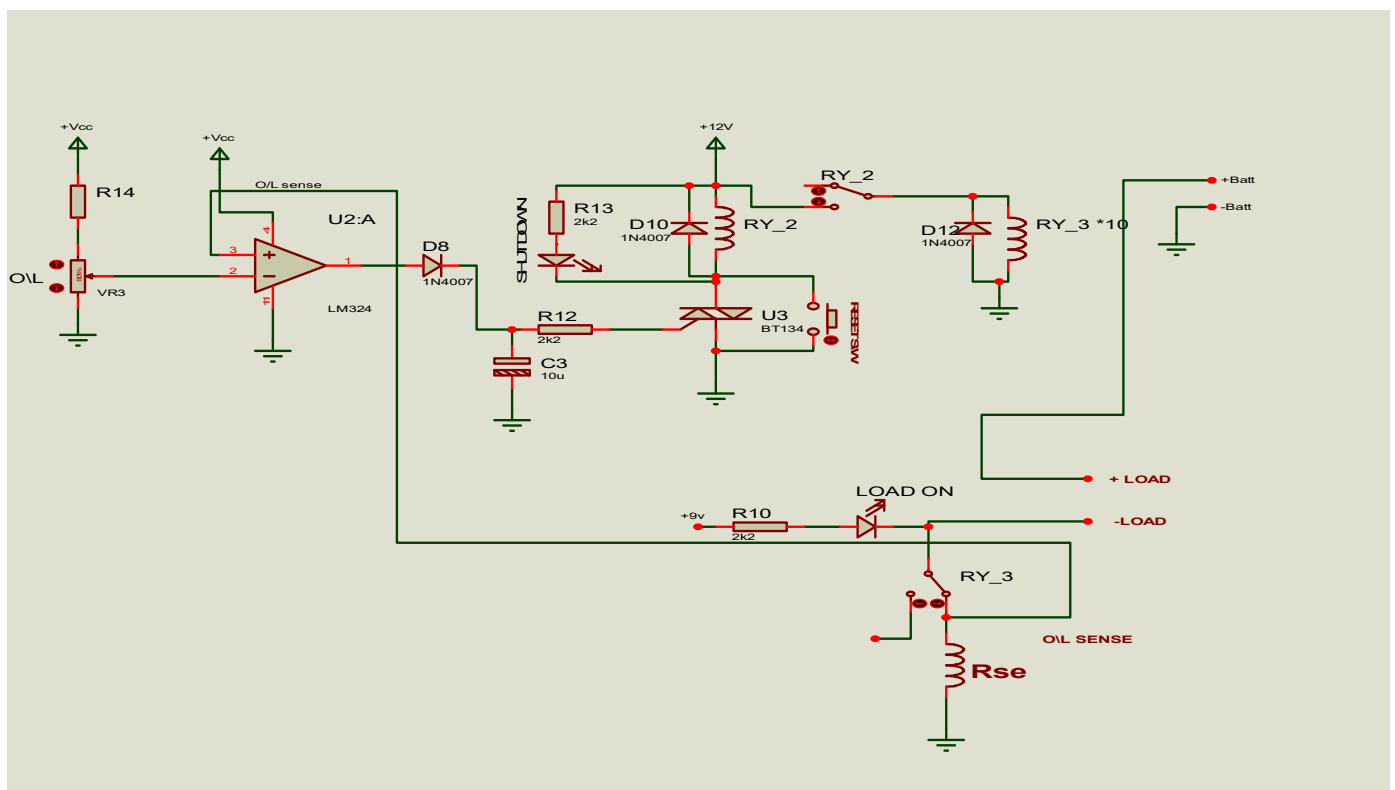 +Vcc
R14
O\L
50%
VR3
+Vcc
O/L sense
U2:A
3
2
4
11
1
LM324
D8
1N4007
R12
2k2
C3
10u
SHUTDOWN
R13
2k2
D10
1N4007
+12V
RY_2
U3
BT134
RESET SW
RY_2
D12
1N4007
RY_3 *10
+Batt
-Batt
+ LOAD
-LOAD
LOAD ON
+9v
R10
2k2
RY_3
O\L SENSE
Rse